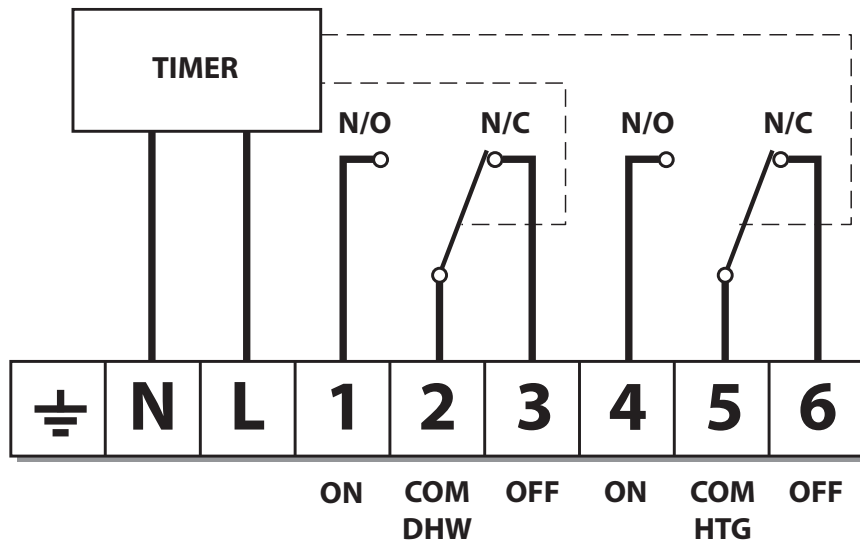 TIMER
N/O N/C N/O N/C
N L 1 2 3 4 5 6
ON COM OFF ON COM OFF
DHW HTG